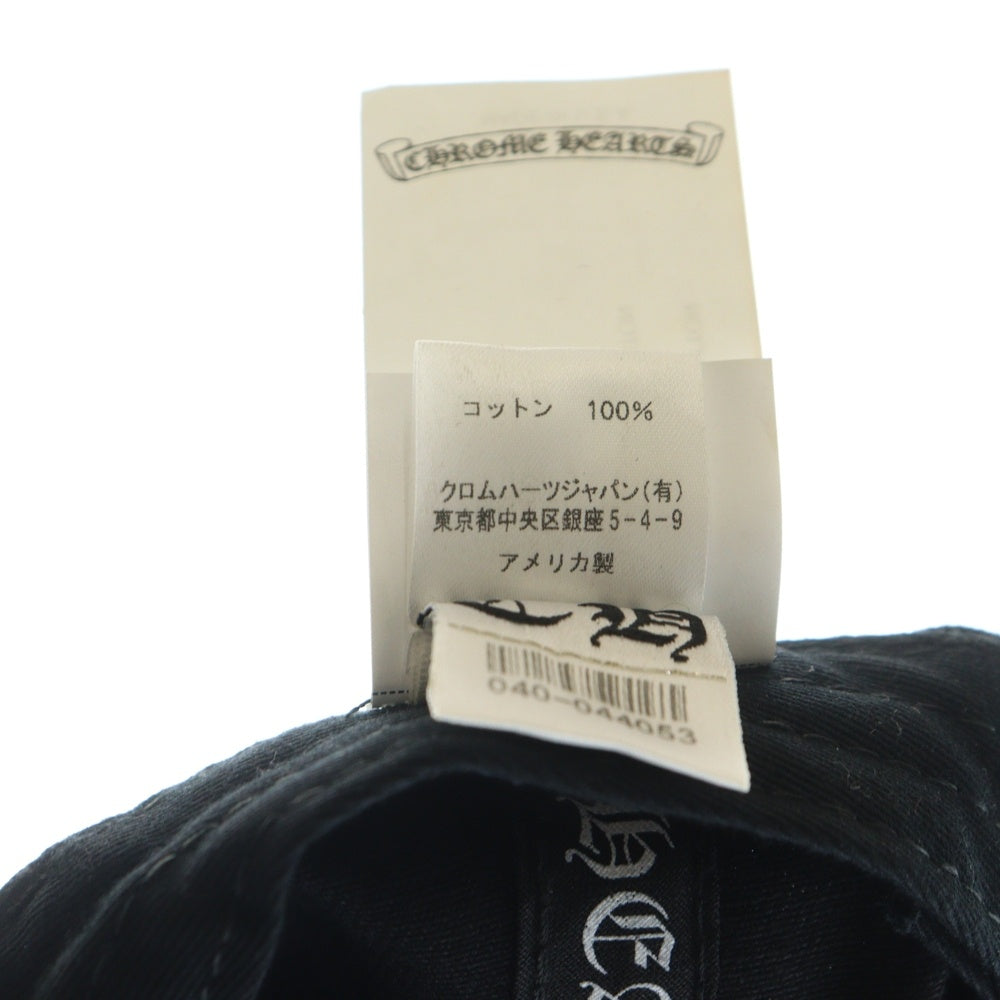 CHROME HEARTS
コットン 100%
クロムハーツジャパン(有)
東京都中央区銀座5-4-9
アメリカ製
040-044053